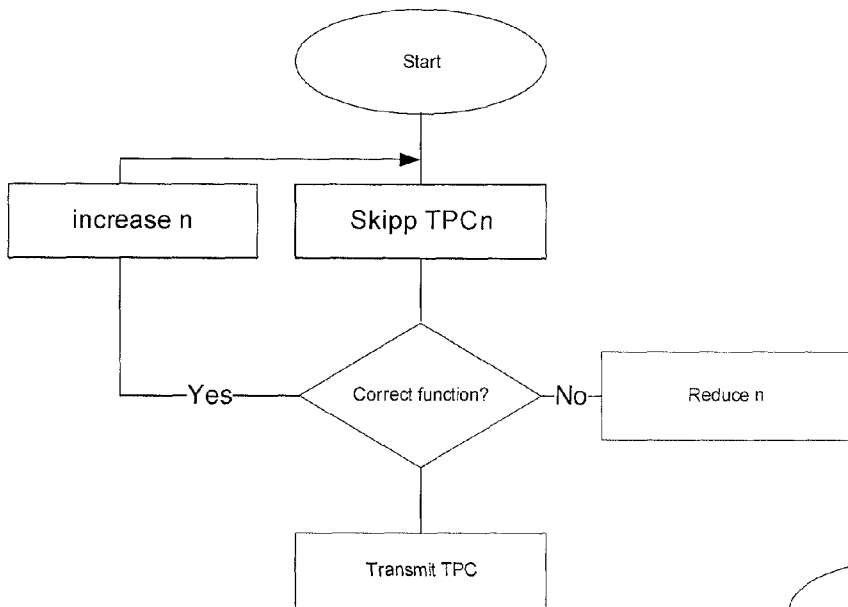 Start
increase n
Skipp TPCn
Yes
Correct function?
No
Reduce n
Transmit TPC